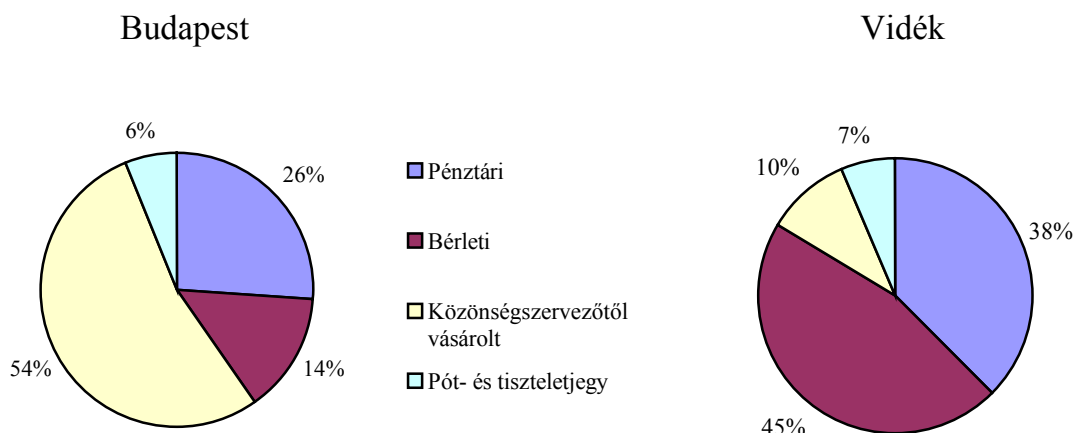 Budapest
Vidék
6%
26%
14%
54%
Pénztári
Bérleti
Közönségszervezőtől
vásárolt
Pót- és tiszteletjegy
7%
10%
38%
45%